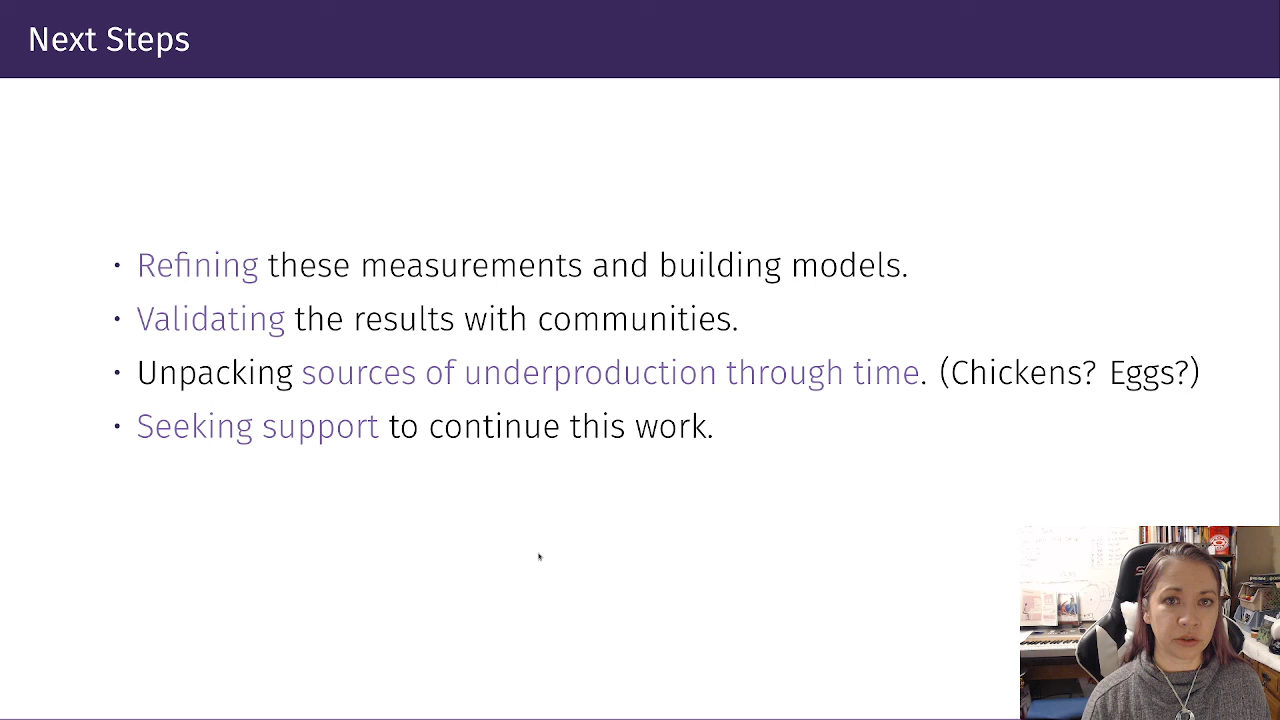 Next Steps
• Refining these measurements and building models.
• Validating the results with communities.
• Unpacking sources of underproduction through time. (Chickens? Eggs?)
• Seeking support to continue this work.